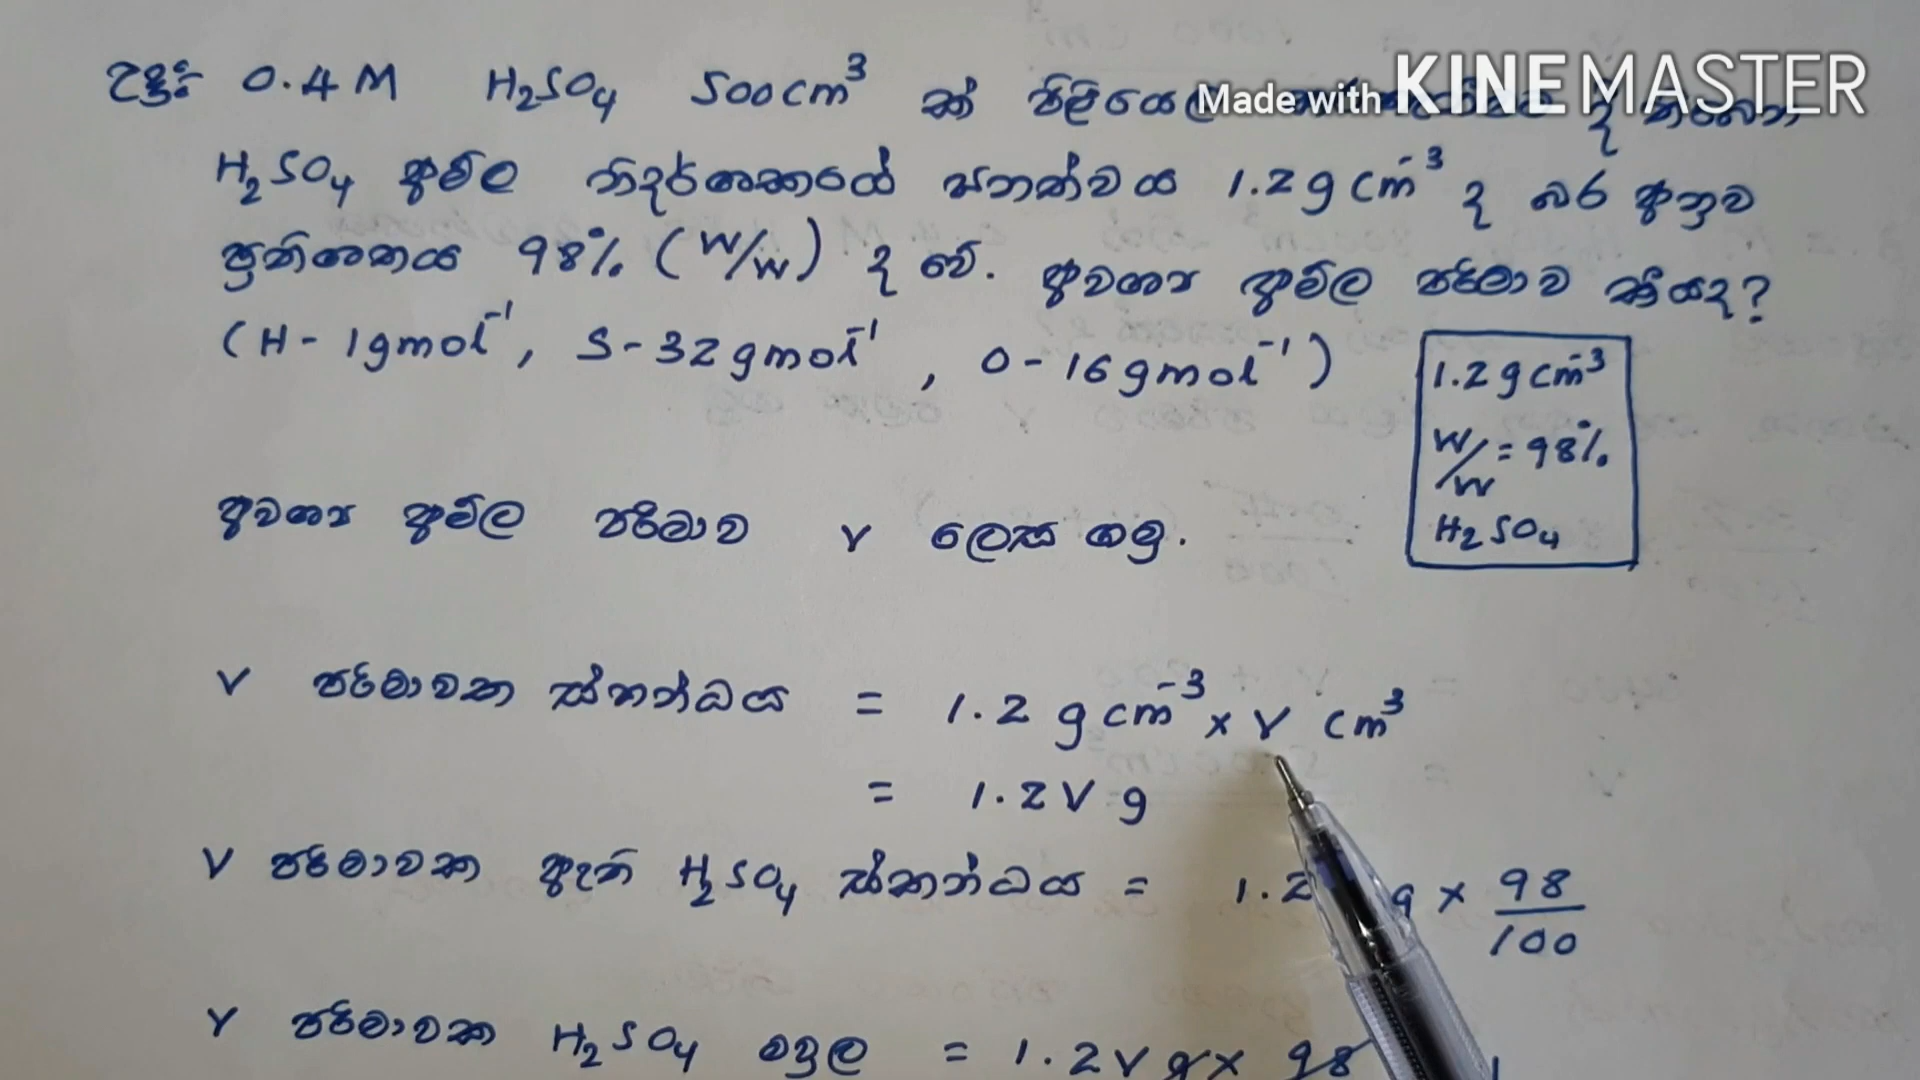 Made with KINEMASTER
උදා: 0.4 M H₂SO₄ 500cm³ ක් පිළියෙල ද තිබෙන
H₂SO₄ අම්ල නිදර්ශකයේ ඝනත්වය 1.2 g cm⁻³ ද බර අනුව
ප්‍රතිශතය 98% (W/W) ද වේ. අවශ්‍ය අම්ල පරිමාව කීයද?
(H - 1gmol⁻¹, S - 32gmol⁻¹, O - 16gmol⁻¹)
1.2 g cm⁻³
W/W = 98%
H₂SO₄
අවශ්‍ය අම්ල පරිමාව V ලෙස ගමු.
V පරිමාවක ස්කන්ධය = 1.2 g cm⁻³ × V cm³
= 1.2V g
V පරිමාවක ඇති H₂SO₄ ස්කන්ධය = 1.2 g × 98/100
V පරිමාවක H₂SO₄ මවුල = 1.2V g × 98